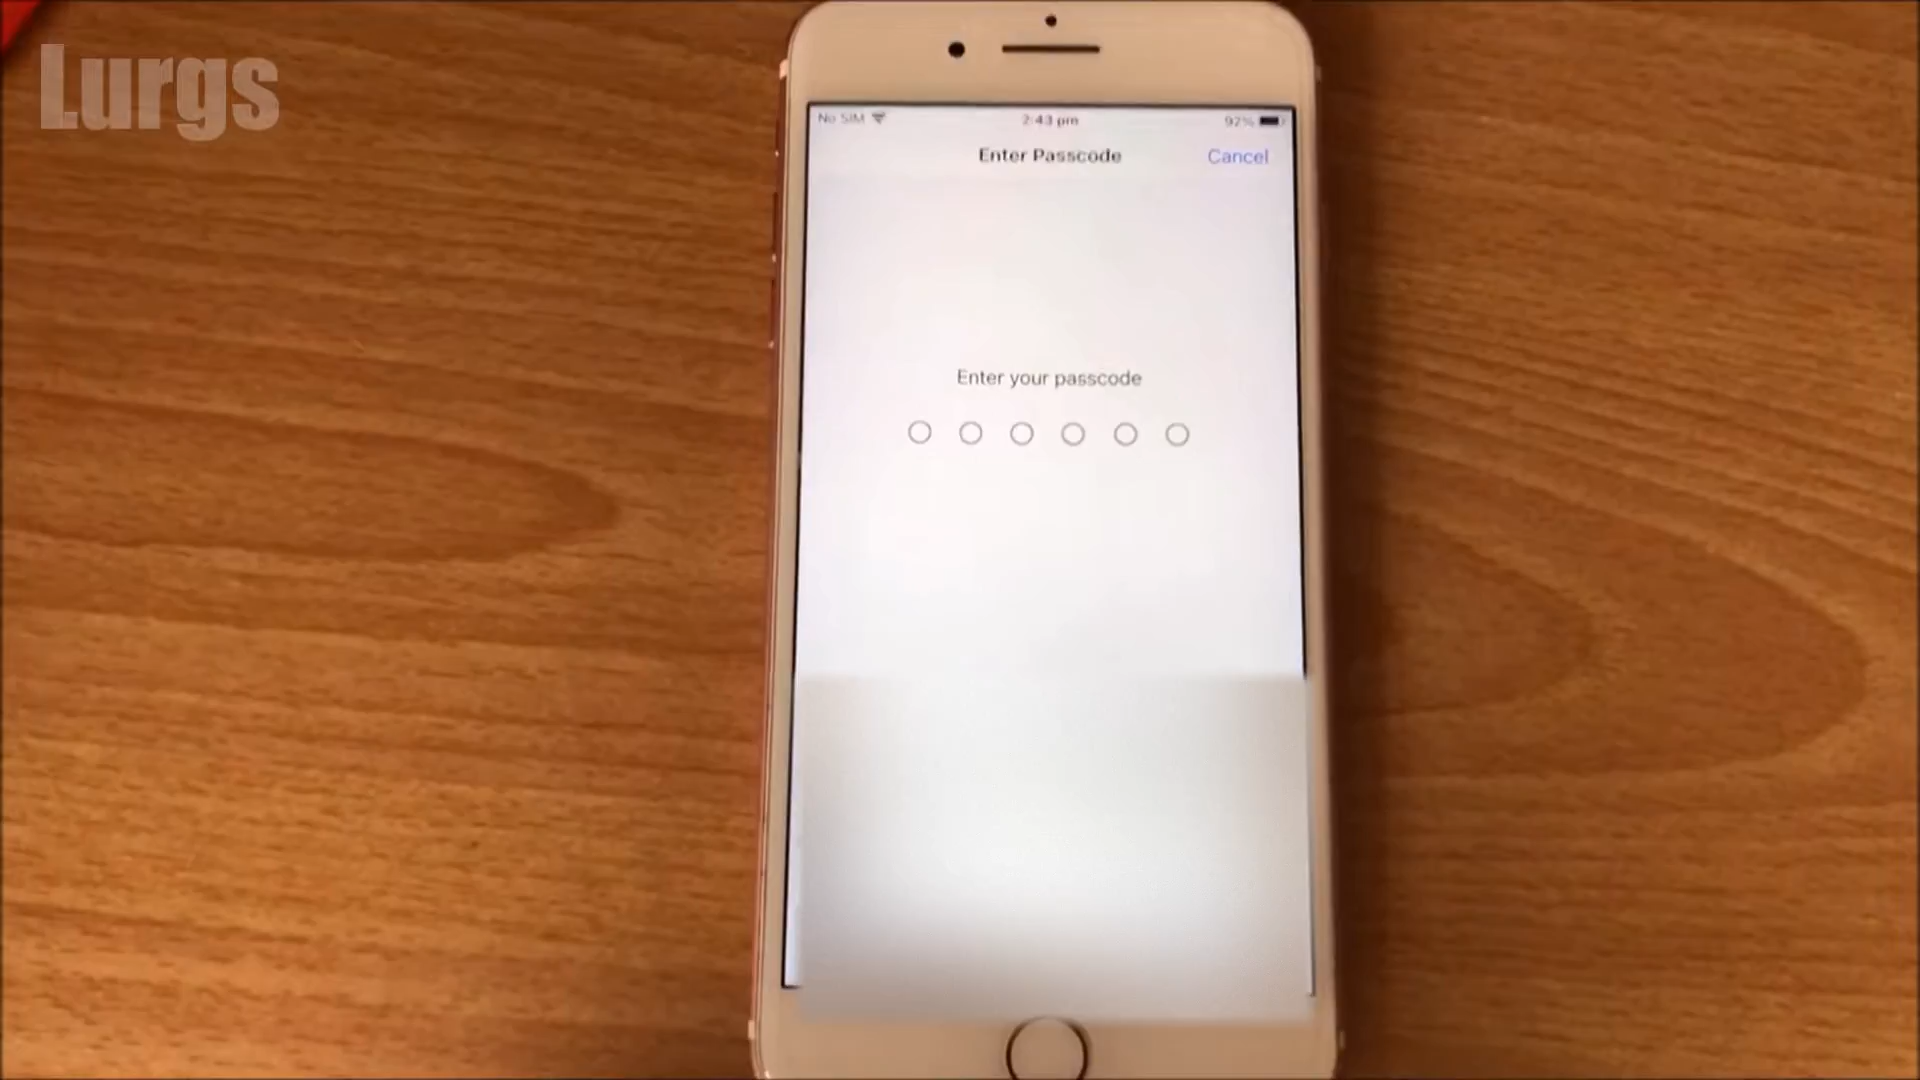 Lurgs
No SIM 2:43 pm 92%
Enter Passcode Cancel
Enter your passcode